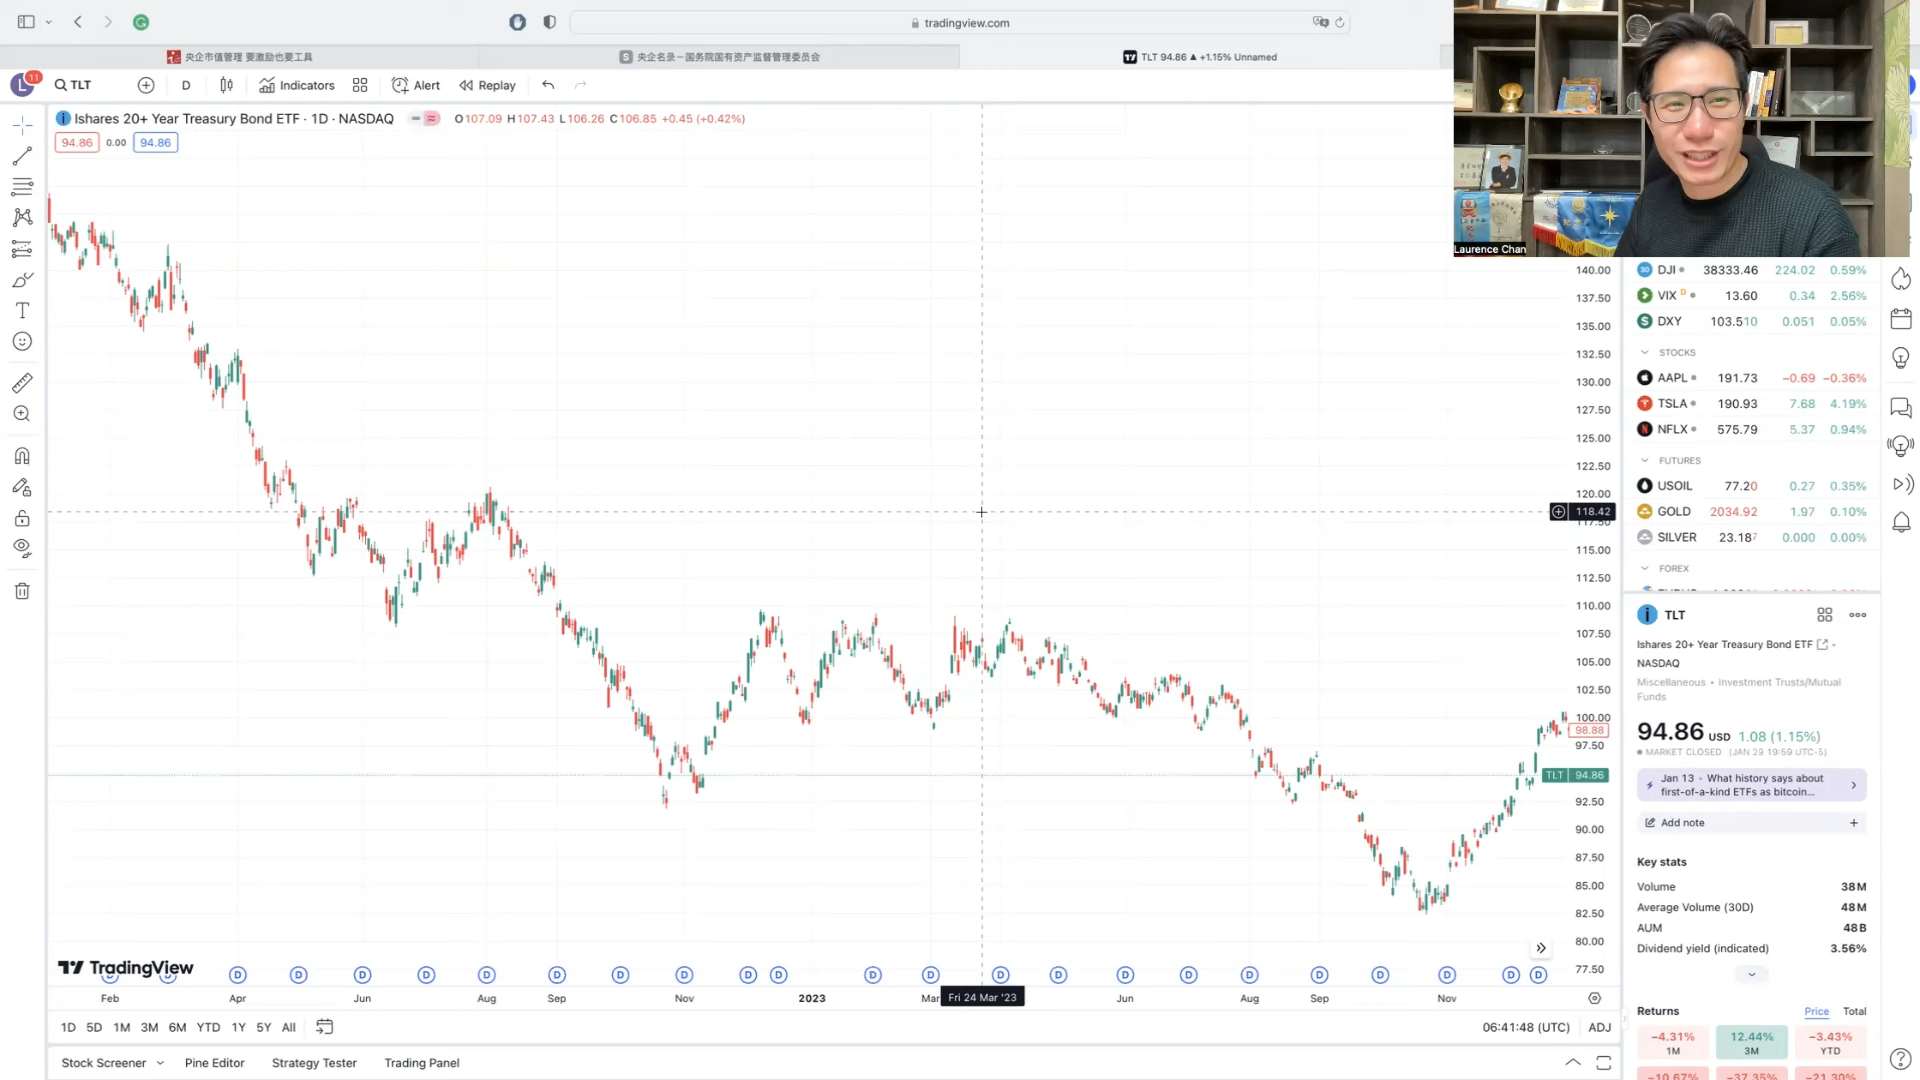 tradingview.com
央企市值管理 要激励也要工具
央企名录－国务院国有资产监督管理委员会
TLT 94.86 ▲ +1.15% Unnamed
L
11
TLT
D
Indicators
Alert
Replay
Ishares 20+ Year Treasury Bond ETF · 1D · NASDAQ
O107.09 H107.43 L106.26 C106.85 +0.45 (+0.42%)
94.86 0.00 94.86
Laurence Chan
140.00
137.50
135.00
132.50
130.00
127.50
125.00
122.50
120.00
118.42
117.50
115.00
112.50
110.00
107.50
105.00
102.50
100.00
98.88
97.50
TLT 94.86
92.50
90.00
87.50
85.00
82.50
80.00
77.50
TradingView
D D D D D D D D D D D D D D D D D D D D D D
Feb Apr Jun Aug Sep Nov 2023 Mar Fri 24 Mar '23 Jun Aug Sep Nov
1D 5D 1M 3M 6M YTD 1Y 5Y All
06:41:48 (UTC) ADJ
Stock Screener Pine Editor Strategy Tester Trading Panel
DJI 38333.46 224.02 0.59%
VIX D 13.60 0.34 2.56%
DXY 103.510 0.051 0.05%
STOCKS
AAPL 191.73 −0.69 −0.36%
TSLA 190.93 7.68 4.19%
NFLX 575.79 5.37 0.94%
FUTURES
USOIL 77.20 0.27 0.35%
GOLD 2034.92 1.97 0.10%
SILVER 23.187 0.000 0.00%
FOREX
TLT
Ishares 20+ Year Treasury Bond ETF
NASDAQ
Miscellaneous • Investment Trusts/Mutual
Funds
94.86 USD 1.08 (1.15%)
MARKET CLOSED (JAN 29 19:59 UTC-5)
Jan 13 • What history says about
first-of-a-kind ETFs as bitcoin...
Add note
Key stats
Volume 38M
Average Volume (30D) 48M
AUM 48B
Dividend yield (indicated) 3.56%
Returns Price Total
−4.31% 12.44% −3.43%
1M 3M YTD
−10.67% −37.35% −21.30%